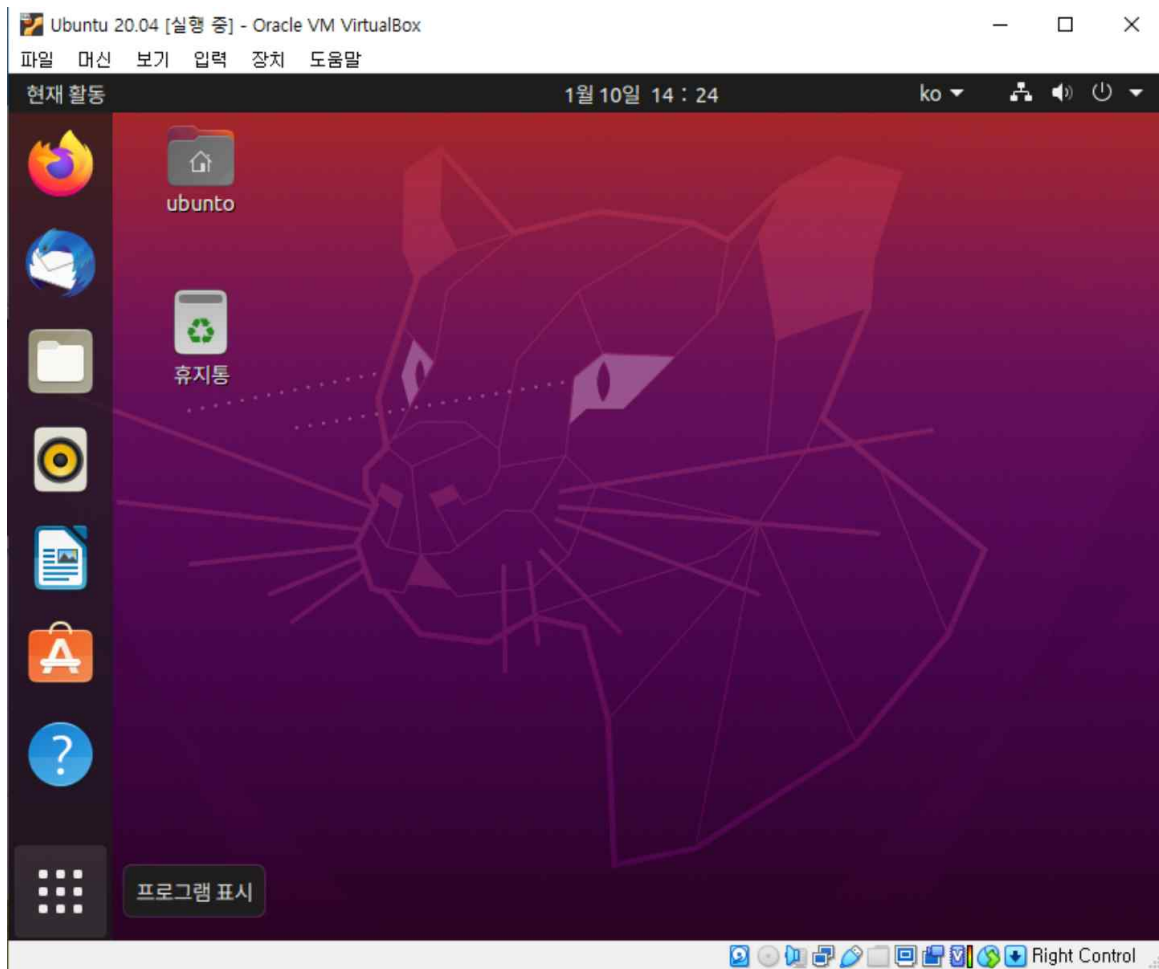 Ubuntu 20.04 [실행 중] - Oracle VM VirtualBox
파일 머신 보기 입력 장치 도움말
현재 활동 1월 10일 14 : 24 ko
ubunto
휴지통
프로그램 표시
Right Control